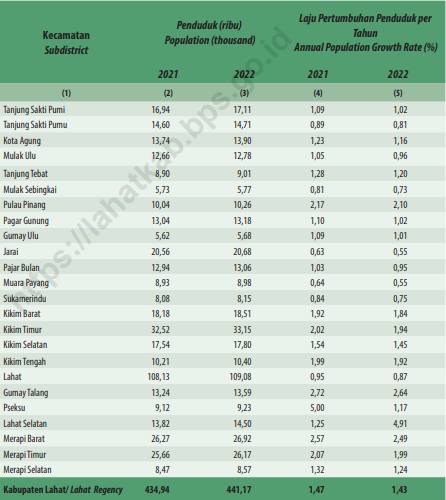 Kecamatan
Subdistrict
Penduduk (ribu)
Population (thousand)
Laju Pertumbuhan Penduduk per
Tahun
Annual Population Growth Rate (%)
2021 2022 2021 2022
(1) (2) (3) (4) (5)
Tanjung Sakti Pumi 16,94 17,11 1,09 1,02
Tanjung Sakti Pumu 14,60 14,71 0,89 0,81
Kota Agung 13,74 13,90 1,23 1,16
Mulak Ulu 12,66 12,78 1,05 0,96
Tanjung Tebat 8,90 9,01 1,28 1,20
Mulak Sebingkai 5,73 5,77 0,81 0,73
Pulau Pinang 10,04 10,26 2,17 2,10
Pagar Gunung 13,04 13,18 1,10 1,02
Gumay Ulu 5,62 5,68 1,09 1,01
Jarai 20,56 20,68 0,63 0,55
Pajar Bulan 12,94 13,06 1,03 0,95
Muara Payang 8,93 8,98 0,64 0,55
Sukamerindu 8,08 8,15 0,84 0,75
Kikim Barat 18,18 18,51 1,92 1,84
Kikim Timur 32,52 33,15 2,02 1,94
Kikim Selatan 17,54 17,80 1,54 1,45
Kikim Tengah 10,21 10,40 1,99 1,92
Lahat 108,13 109,08 0,95 0,87
Gumay Talang 13,24 13,59 2,72 2,64
Pseksu 9,12 9,23 5,00 1,17
Lahat Selatan 13,82 14,50 1,25 4,91
Merapi Barat 26,27 26,92 2,57 2,49
Merapi Timur 25,66 26,17 2,07 1,99
Merapi Selatan 8,47 8,57 1,32 1,24
Kabupaten Lahat/ Lahat Regency 434,94 441,17 1,47 1,43
https://lahatkab.bps.go.id